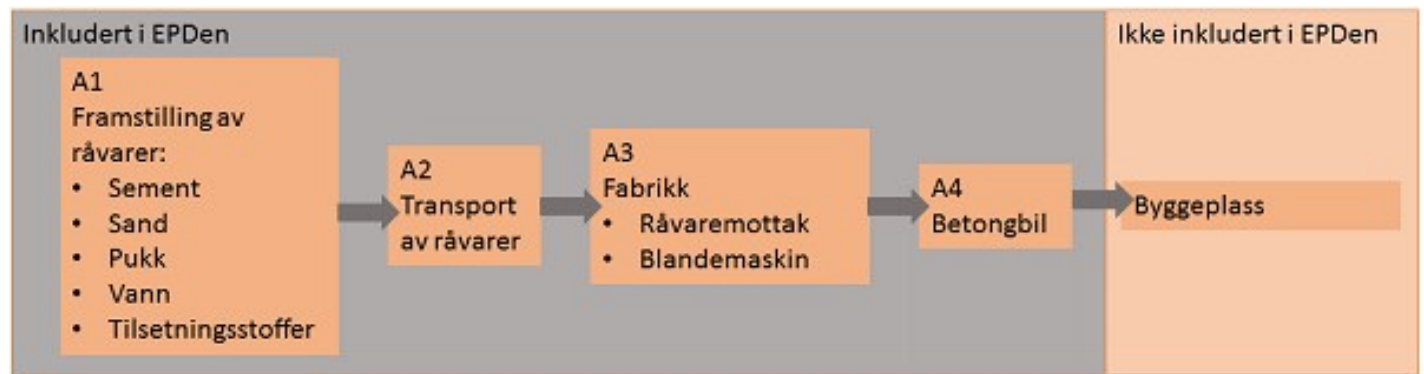 Inkludert i EPDen
A1
Framstilling av
råvarer:
• Sement
• Sand
• Pukk
• Vann
• Tilsetningsstoffer
A2
Transport
av råvarer
A3
Fabrikk
• Råvaremottak
• Blandemaskin
A4
Betongbil
Ikke inkludert i EPDen
Byggeplass